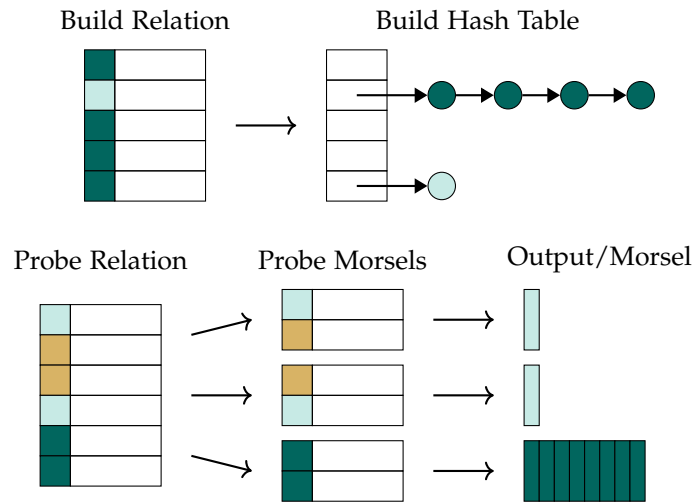 Build Relation
Build Hash Table
Probe Relation
Probe Morsels
Output/Morsel